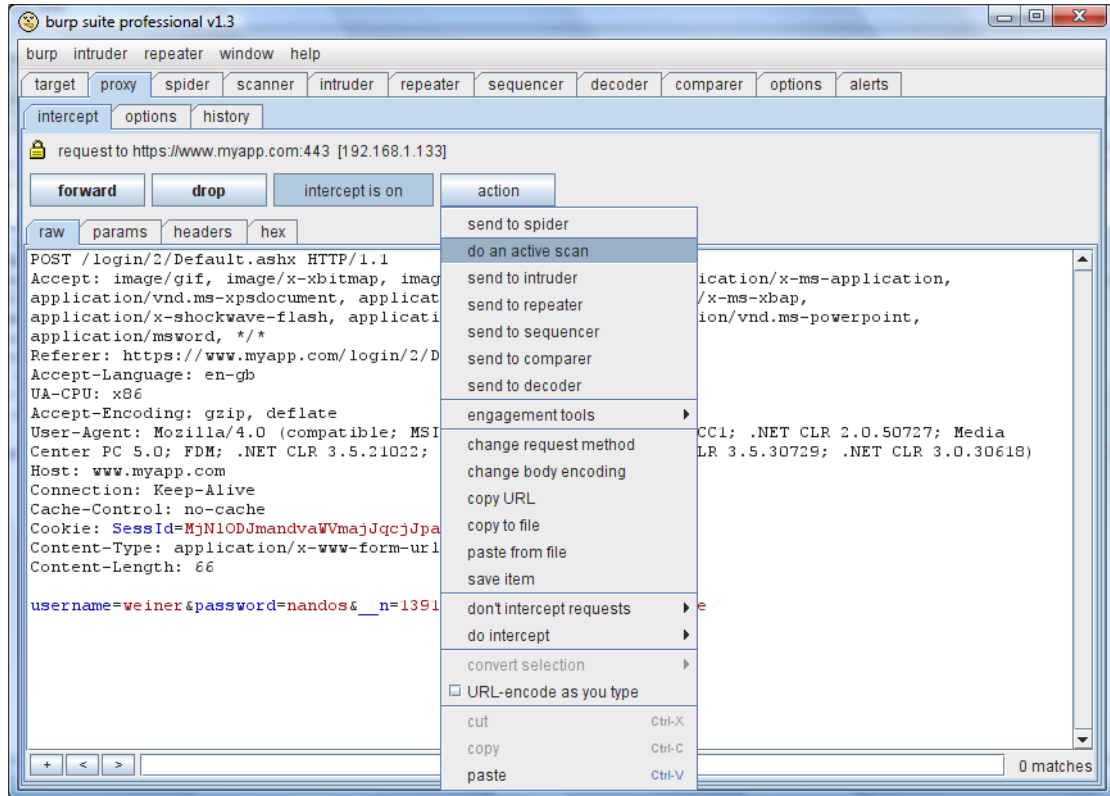 burp suite professional v1.3
burp intruder repeater window help
target proxy spider scanner intruder repeater sequencer decoder comparer options alerts
intercept options history
request to https://www.myapp.com:443 [192.168.1.133]
forward drop intercept is on action
raw params headers hex
send to spider
do an active scan
send to intruder
send to repeater
send to sequencer
send to comparer
send to decoder
engagement tools
change request method
change body encoding
copy URL
copy to file
paste from file
save item
don't intercept requests
do intercept
convert selection
URL-encode as you type
cut Ctrl-X
copy Ctrl-C
paste Ctrl-V
POST /login/2/Default.ashx HTTP/1.1
Accept: image/gif, image/x-xbitmap, imag ication/x-ms-application,
application/vnd.ms-xpsdocument, applicat /x-ms-xbap,
application/x-shockwave-flash, applicati ion/vnd.ms-powerpoint,
application/msword, */*
Referer: https://www.myapp.com/login/2/D
Accept-Language: en-gb
UA-CPU: x86
Accept-Encoding: gzip, deflate
User-Agent: Mozilla/4.0 (compatible; MSI CC1; .NET CLR 2.0.50727; Media
Center PC 5.0; FDM; .NET CLR 3.5.21022; LR 3.5.30729; .NET CLR 3.0.30618)
Host: www.myapp.com
Connection: Keep-Alive
Cache-Control: no-cache
Cookie: SessId=MjN1ODJmandvaWVmajJqcjJpa
Content-Type: application/x-www-form-url
Content-Length: 66
username=weiner&password=nandos&__n=1391 e
+ < > 0 matches